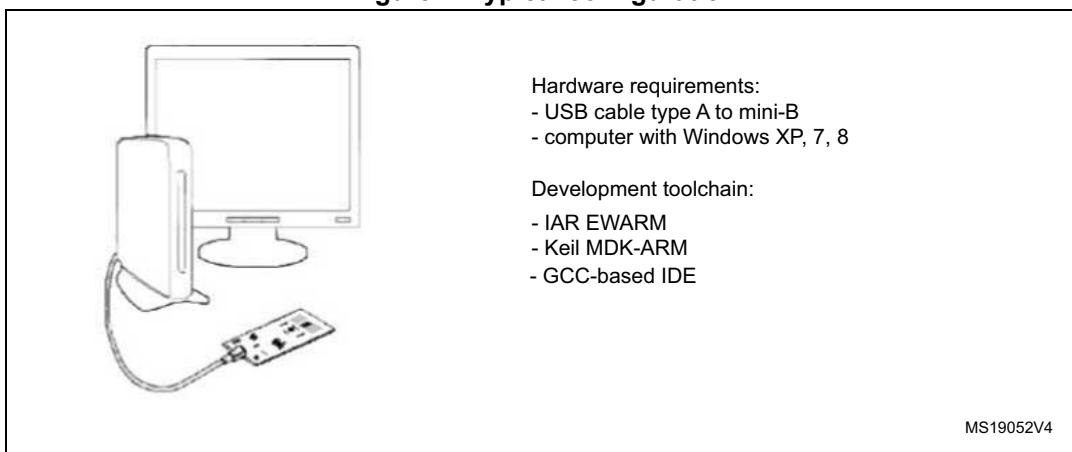 Hardware requirements:
- USB cable type A to mini-B
- computer with Windows XP, 7, 8
Development toolchain:
- IAR EWARM
- Keil MDK-ARM
- GCC-based IDE
MS19052V4